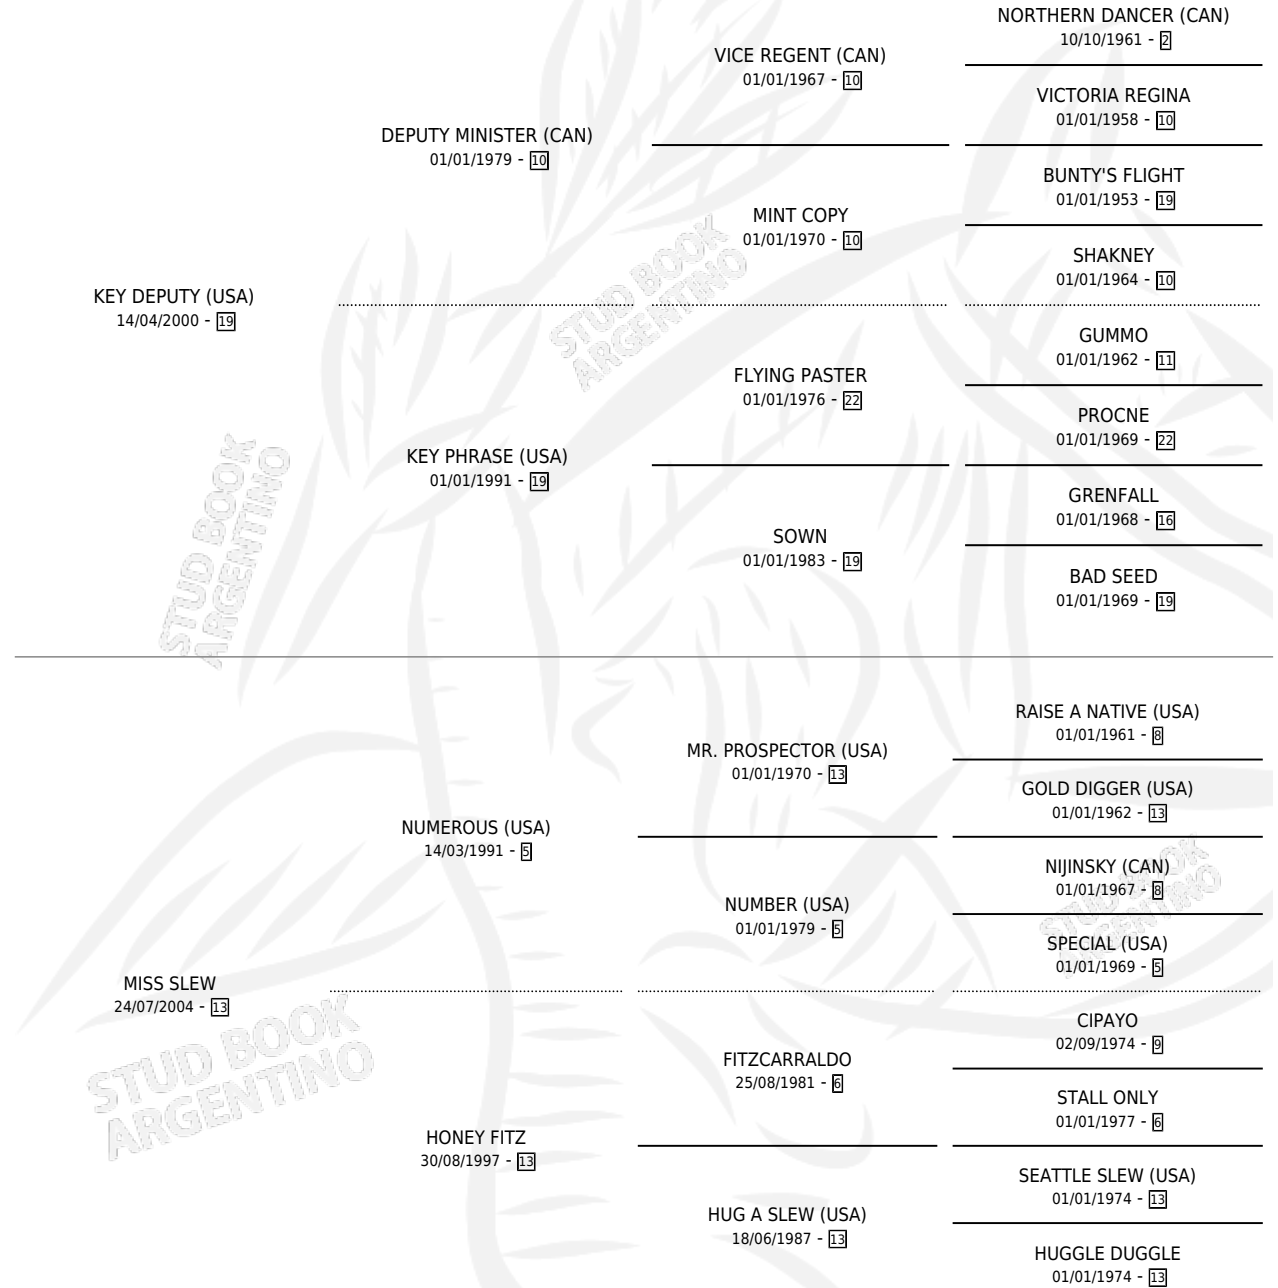 NORTHERN DANCER (CAN)
10/10/1961 - 2
VICE REGENT (CAN)
01/01/1967 - 10
VICTORIA REGINA
01/01/1958 - 10
DEPUTY MINISTER (CAN)
01/01/1979 - 10
BUNTY'S FLIGHT
01/01/1953 - 19
MINT COPY
01/01/1970 - 10
SHAKNEY
01/01/1964 - 10
KEY DEPUTY (USA)
14/04/2000 - 19
GUMMO
01/01/1962 - 11
FLYING PASTER
01/01/1976 - 22
PROCNE
01/01/1969 - 22
KEY PHRASE (USA)
01/01/1991 - 19
GRENFALL
01/01/1968 - 16
SOWN
01/01/1983 - 19
BAD SEED
01/01/1969 - 19
STUD BOOK
ARGENTINO
STUD BOOK
ARGENTINO
RAISE A NATIVE (USA)
01/01/1961 - 8
MR. PROSPECTOR (USA)
01/01/1970 - 13
GOLD DIGGER (USA)
01/01/1962 - 13
NUMEROUS (USA)
14/03/1991 - 5
NIJINSKY (CAN)
01/01/1967 - 8
NUMBER (USA)
01/01/1979 - 5
SPECIAL (USA)
01/01/1969 - 5
STUD BOOK
ARGENTINO
MISS SLEW
24/07/2004 - 13
CIPAYO
02/09/1974 - 9
FITZCARRALDO
25/08/1981 - 6
STALL ONLY
01/01/1977 - 6
STUD BOOK
ARGENTINO
HONEY FITZ
30/08/1997 - 13
SEATTLE SLEW (USA)
01/01/1974 - 13
HUG A SLEW (USA)
18/06/1987 - 13
HUGGLE DUGGLE
01/01/1974 - 13